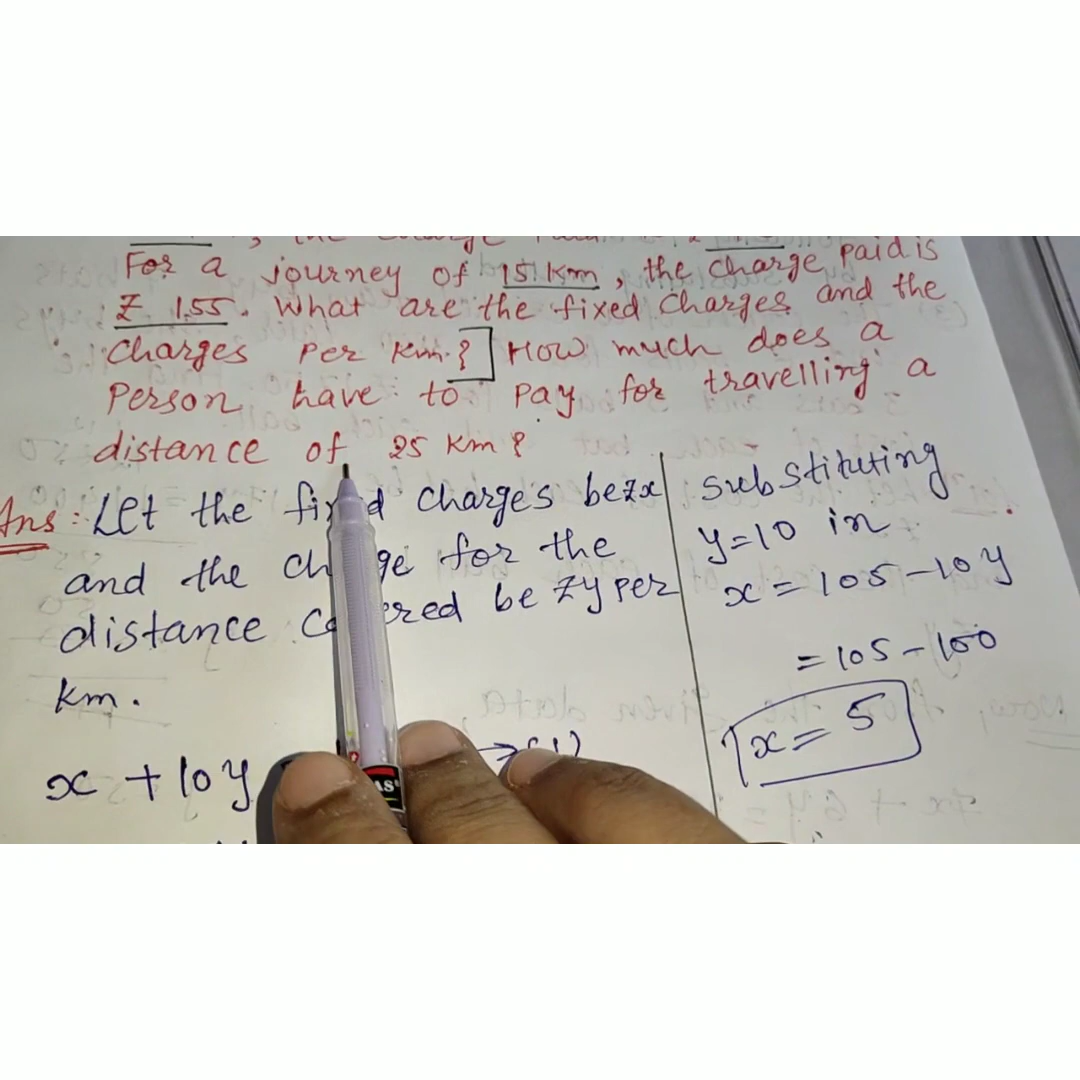 For a journey of 15 km, the charge paid is
₹ 155. What are the fixed charges and the
charges per km.? How much does a
person have to pay for travelling a
distance of 25 km?
Ans: Let the charges be ₹x
and the for the
distance be ₹y per
km.
x + 10y → (1)
substituting
y=10 in
x = 105 - 10y
= 105 - 100
x = 5